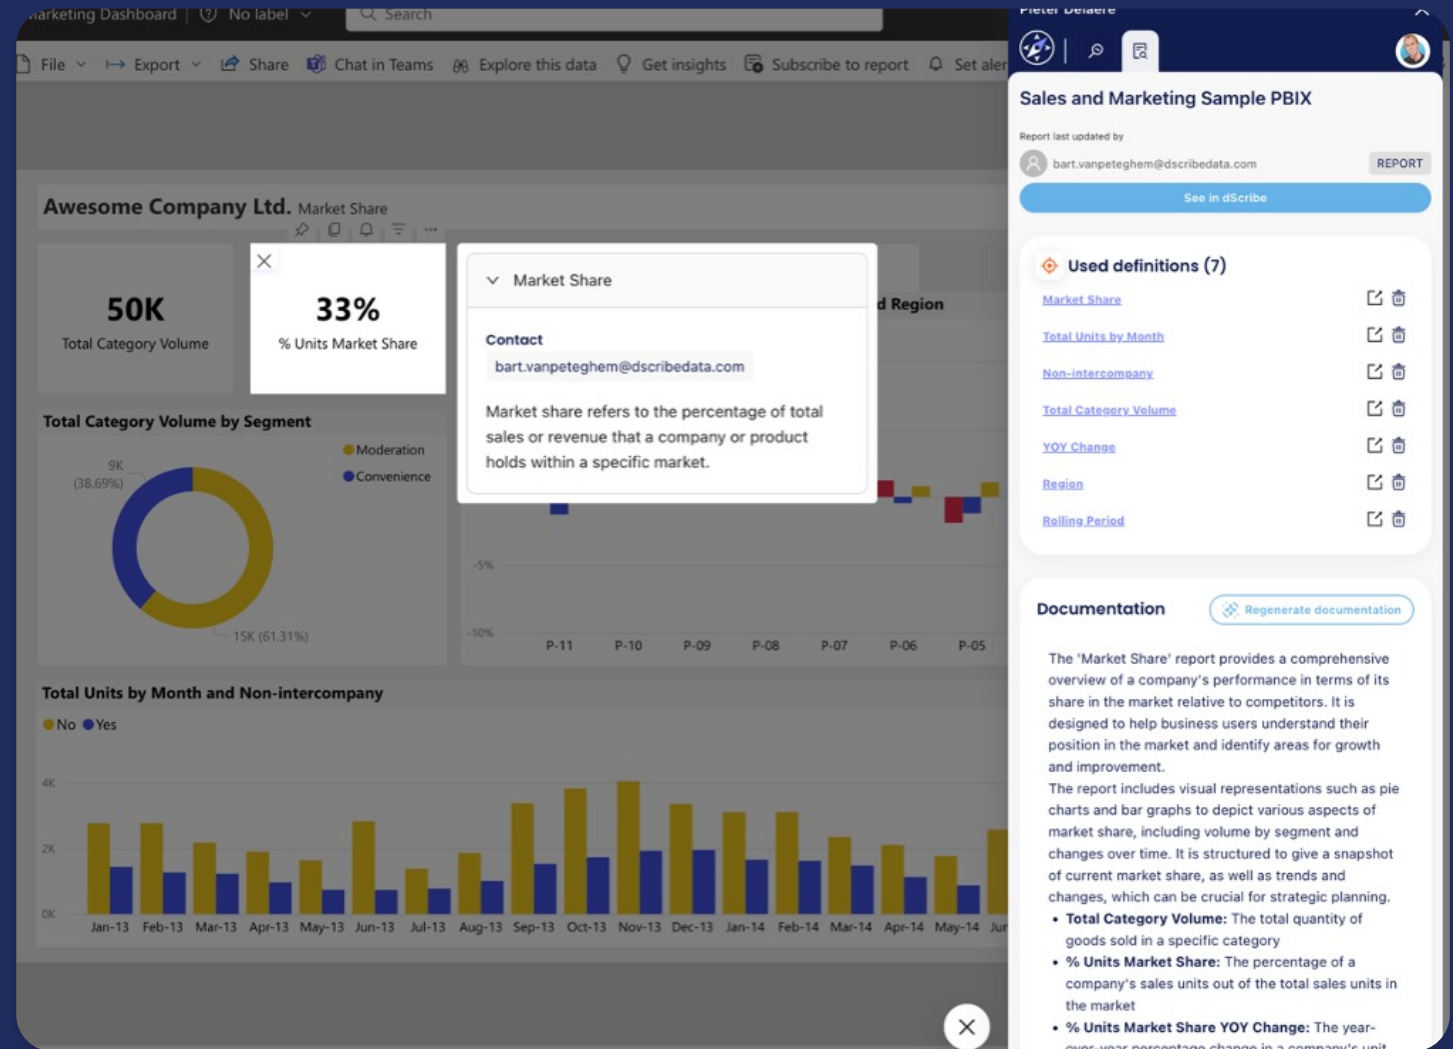 Marketing Dashboard
No label
Search
File
Export
Share
Chat in Teams
Explore this data
Get insights
Subscribe to report
Set
Awesome Company Ltd. Market Share
50K
Total Category Volume
33%
% Units Market Share
Market Share
Contact
bart.vanpeteghem@dscribedata.com
Market share refers to the percentage of total
sales or revenue that a company or product
holds within a specific market.
Region
Total Category Volume by Segment
Moderation
Convenience
9K
(38.69%)
15K (61.31%)
-5%
-10%
P-11 P-10 P-09 P-08 P-07 P-06 P-05
Total Units by Month and Non-intercompany
No Yes
4K
2K
0K
Jan-13 Feb-13 Mar-13 Apr-13 May-13 Jun-13 Jul-13 Aug-13 Sep-13 Oct-13 Nov-13 Dec-13 Jan-14 Feb-14 Mar-14 Apr-14 May-14
Pieter Delaere
Sales and Marketing Sample PBIX
Report last updated by
bart.vanpeteghem@dscribedata.com
REPORT
See in dScribe
Used definitions (7)
Market Share
Total Units by Month
Non-intercompany
Total Category Volume
YOY Change
Region
Rolling Period
Documentation
Regenerate documentation
The 'Market Share' report provides a comprehensive
overview of a company's performance in terms of its
share in the market relative to competitors. It is
designed to help business users understand their
position in the market and identify areas for growth
and improvement.
The report includes visual representations such as pie
charts and bar graphs to depict various aspects of
market share, including volume by segment and
changes over time. It is structured to give a snapshot
of current market share, as well as trends and
changes, which can be crucial for strategic planning.
• Total Category Volume: The total quantity of
goods sold in a specific category
• % Units Market Share: The percentage of a
company's sales units out of the total sales units in
the market
• % Units Market Share YOY Change: The year-
over-year percentage change in a company's unit